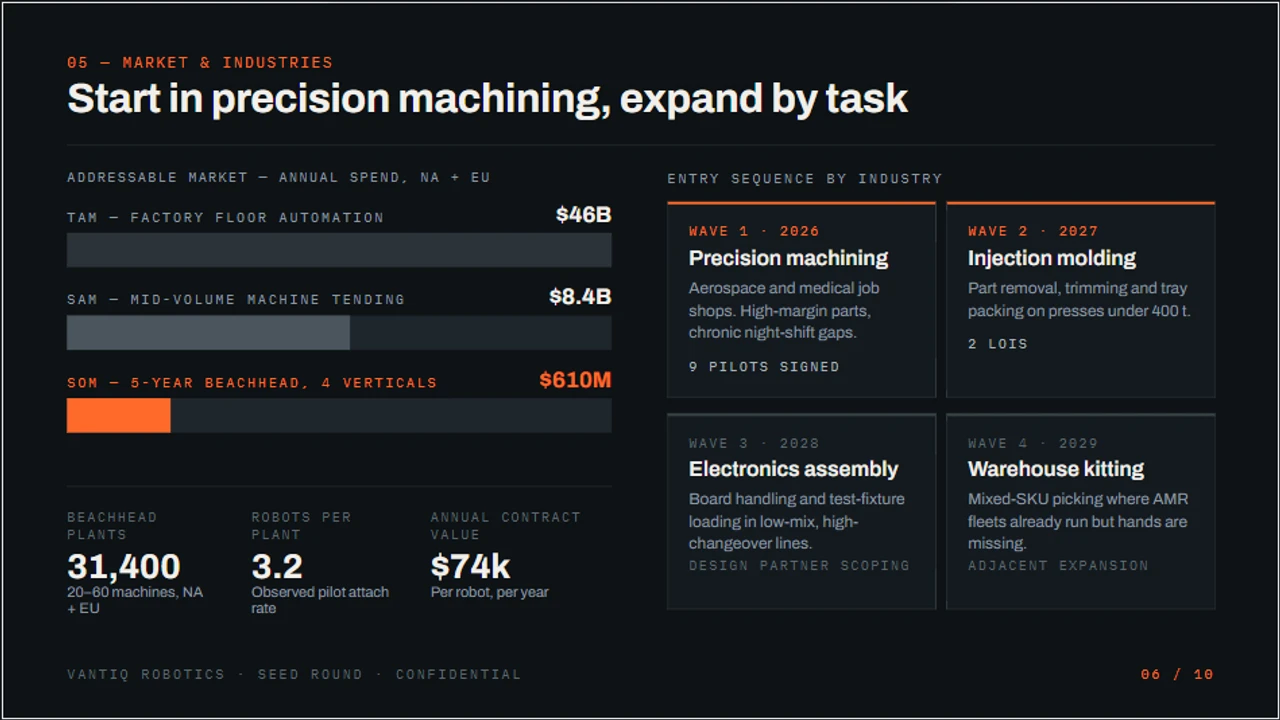 05 — MARKET & INDUSTRIES
Start in precision machining, expand by task
ADDRESSABLE MARKET — ANNUAL SPEND, NA + EU
TAM — FACTORY FLOOR AUTOMATION
$46B
SAM — MID-VOLUME MACHINE TENDING
$8.4B
SOM — 5-YEAR BEACHHEAD, 4 VERTICALS
$610M
BEACHHEAD
PLANTS
31,400
20–60 machines, NA
+ EU
ROBOTS PER
PLANT
3.2
Observed pilot attach
rate
ANNUAL CONTRACT
VALUE
$74k
Per robot, per year
ENTRY SEQUENCE BY INDUSTRY
WAVE 1 · 2026
Precision machining
Aerospace and medical job
shops. High-margin parts,
chronic night-shift gaps.
9 PILOTS SIGNED
WAVE 2 · 2027
Injection molding
Part removal, trimming and tray
packing on presses under 400 t.
2 LOIS
WAVE 3 · 2028
Electronics assembly
Board handling and test-fixture
loading in low-mix, high-
changeover lines.
DESIGN PARTNER SCOPING
WAVE 4 · 2029
Warehouse kitting
Mixed-SKU picking where AMR
fleets already run but hands are
missing.
ADJACENT EXPANSION
VANTIQ ROBOTICS · SEED ROUND · CONFIDENTIAL
06 / 10